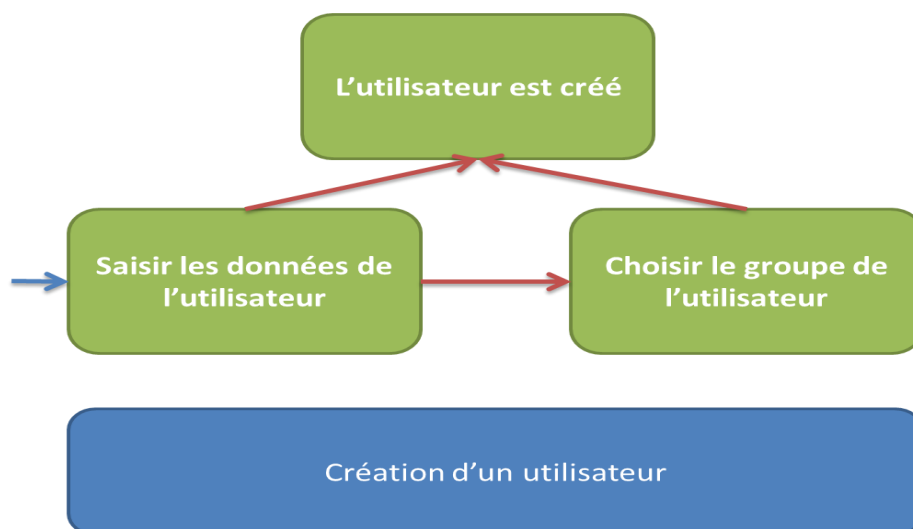 L’utilisateur est créé
Saisir les données de
l’utilisateur
Choisir le groupe de
l’utilisateur
Création d’un utilisateur